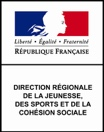 Liberté • Égalité • Fraternité
RÉPUBLIQUE FRANÇAISE
DIRECTION RÉGIONALE
DE LA JEUNESSE,
DES SPORTS ET DE LA
COHÉSION SOCIALE